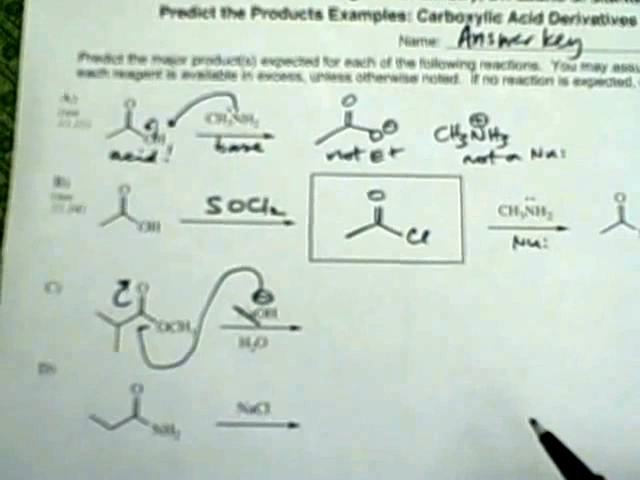 Predict the Products Examples: Carboxylic Acid Derivatives
Name: Answer key
Predict the major product(s) expected for each of the following reactions. You may assu
each reagent is available in excess, unless otherwise noted. If no reaction is expected,
A)
O OH CH3NH2 O O⊖ CH3NH3 ⊕
acid! base not E+ not a Nu:
B)
O OH SOCl2 O Cl CH3NH2 O
Nu:
C)
O OCH3 ⊖ OH
H2O
D)
O NH2 NaCl